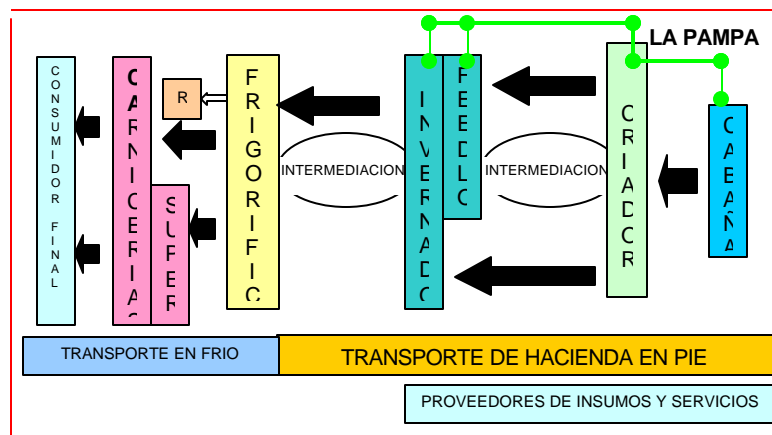 LA PAMPA
CONSUMIDOR FINAL
CARNICERIAS
SUPER
R
FRIGORIFIC
INTERMEDIACION
INVERNADO
FEEDLO
INTERMEDIACION
CRIADOR
CABAÑA
TRANSPORTE EN FRIO
TRANSPORTE DE HACIENDA EN PIE
PROVEEDORES DE INSUMOS Y SERVICIOS